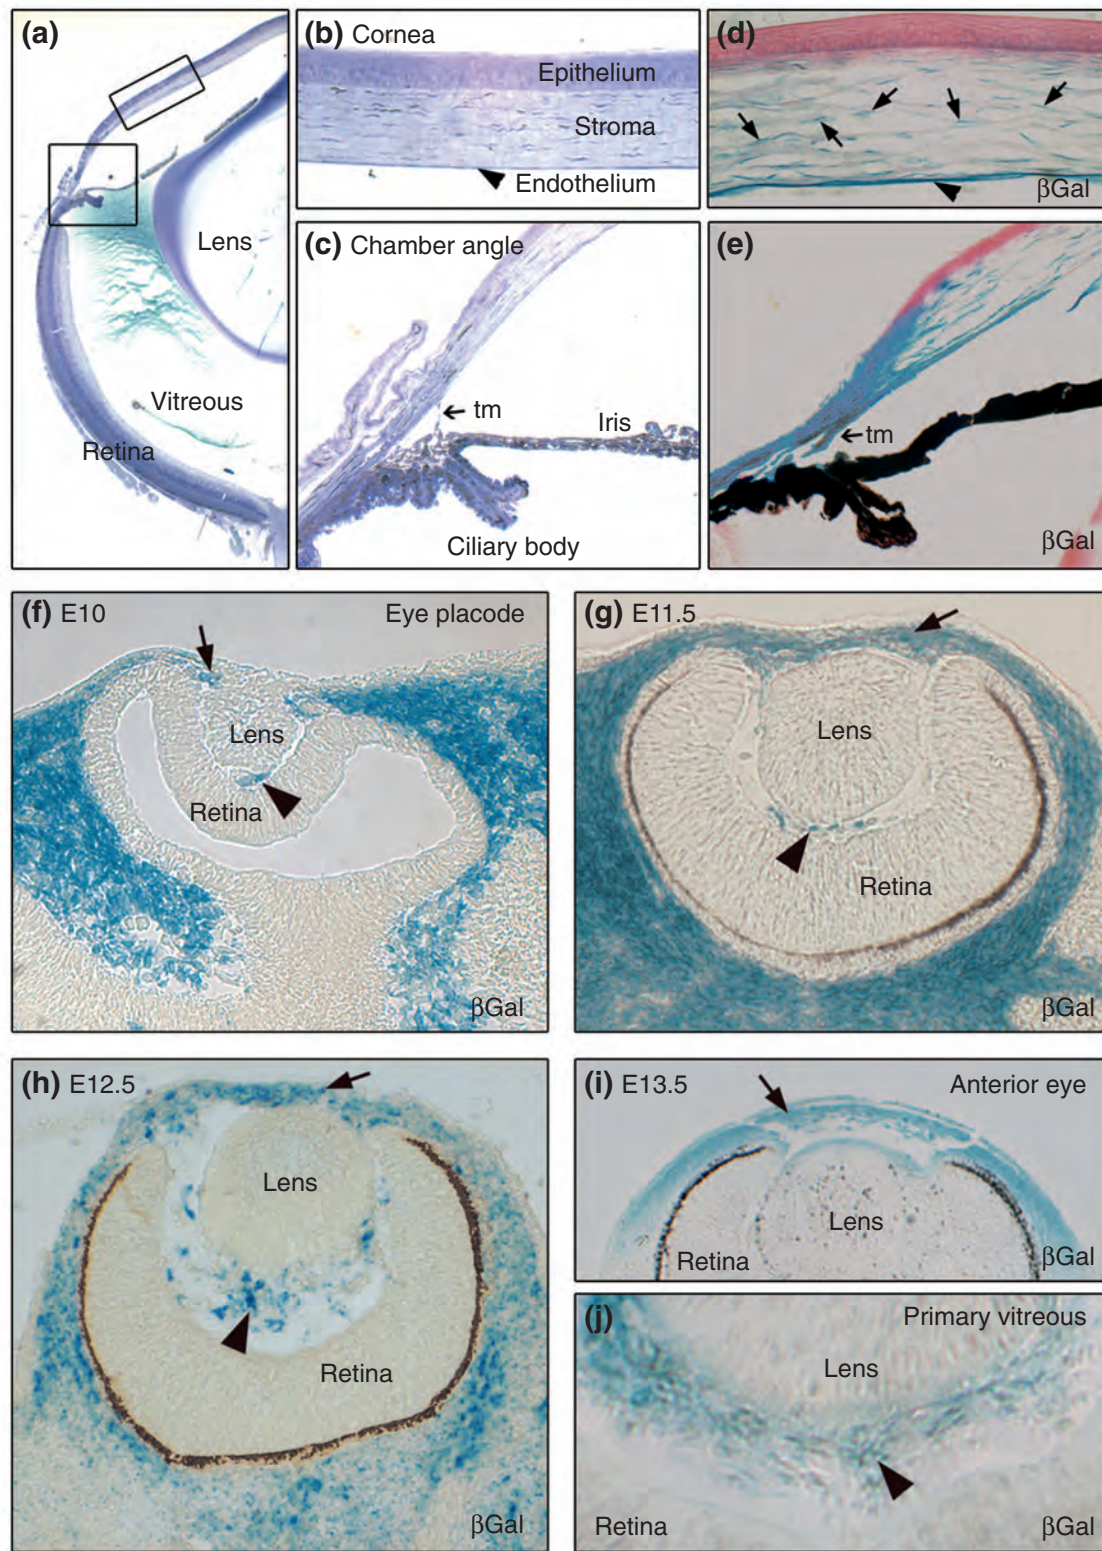 (a)
Lens
Vitreous
Retina
(b) Cornea
Epithelium
Stroma
Endothelium
(c) Chamber angle
tm
Iris
Ciliary body
(d)
βGal
(e)
tm
βGal
(f) E10 Eye placode
Lens
Retina
βGal
(g) E11.5
Lens
Retina
βGal
(h) E12.5
Lens
Retina
βGal
(i) E13.5 Anterior eye
Lens
Retina
βGal
(j) Primary vitreous
Lens
Retina
βGal